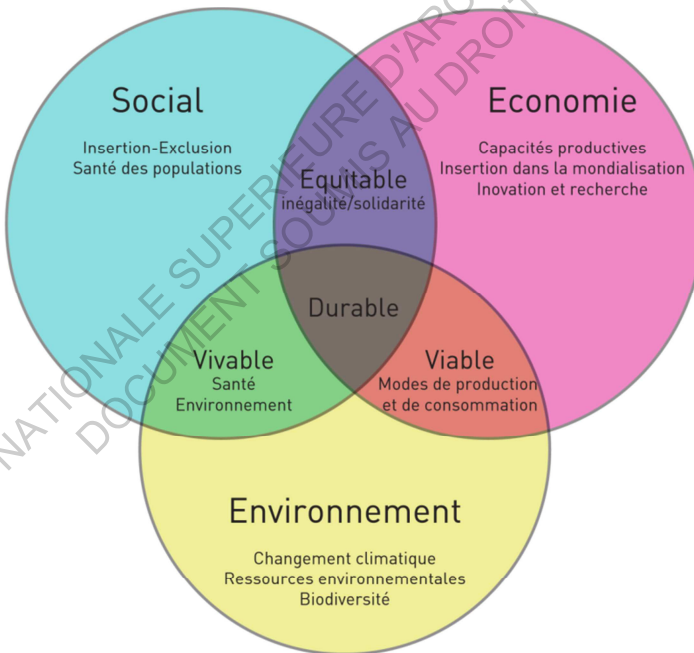 Social
Insertion-Exclusion
Santé des populations
Economie
Capacités productives
Insertion dans la mondialisation
Inovation et recherche
Equitable
inégalité/solidarité
Durable
Vivable
Santé
Environnement
Viable
Modes de production
et de consommation
Environnement
Changement climatique
Ressources environnementales
Biodiversité
NATIONALE SUPERIEURE D'ARC
DOCUMENT SOUMIS AU DROIT